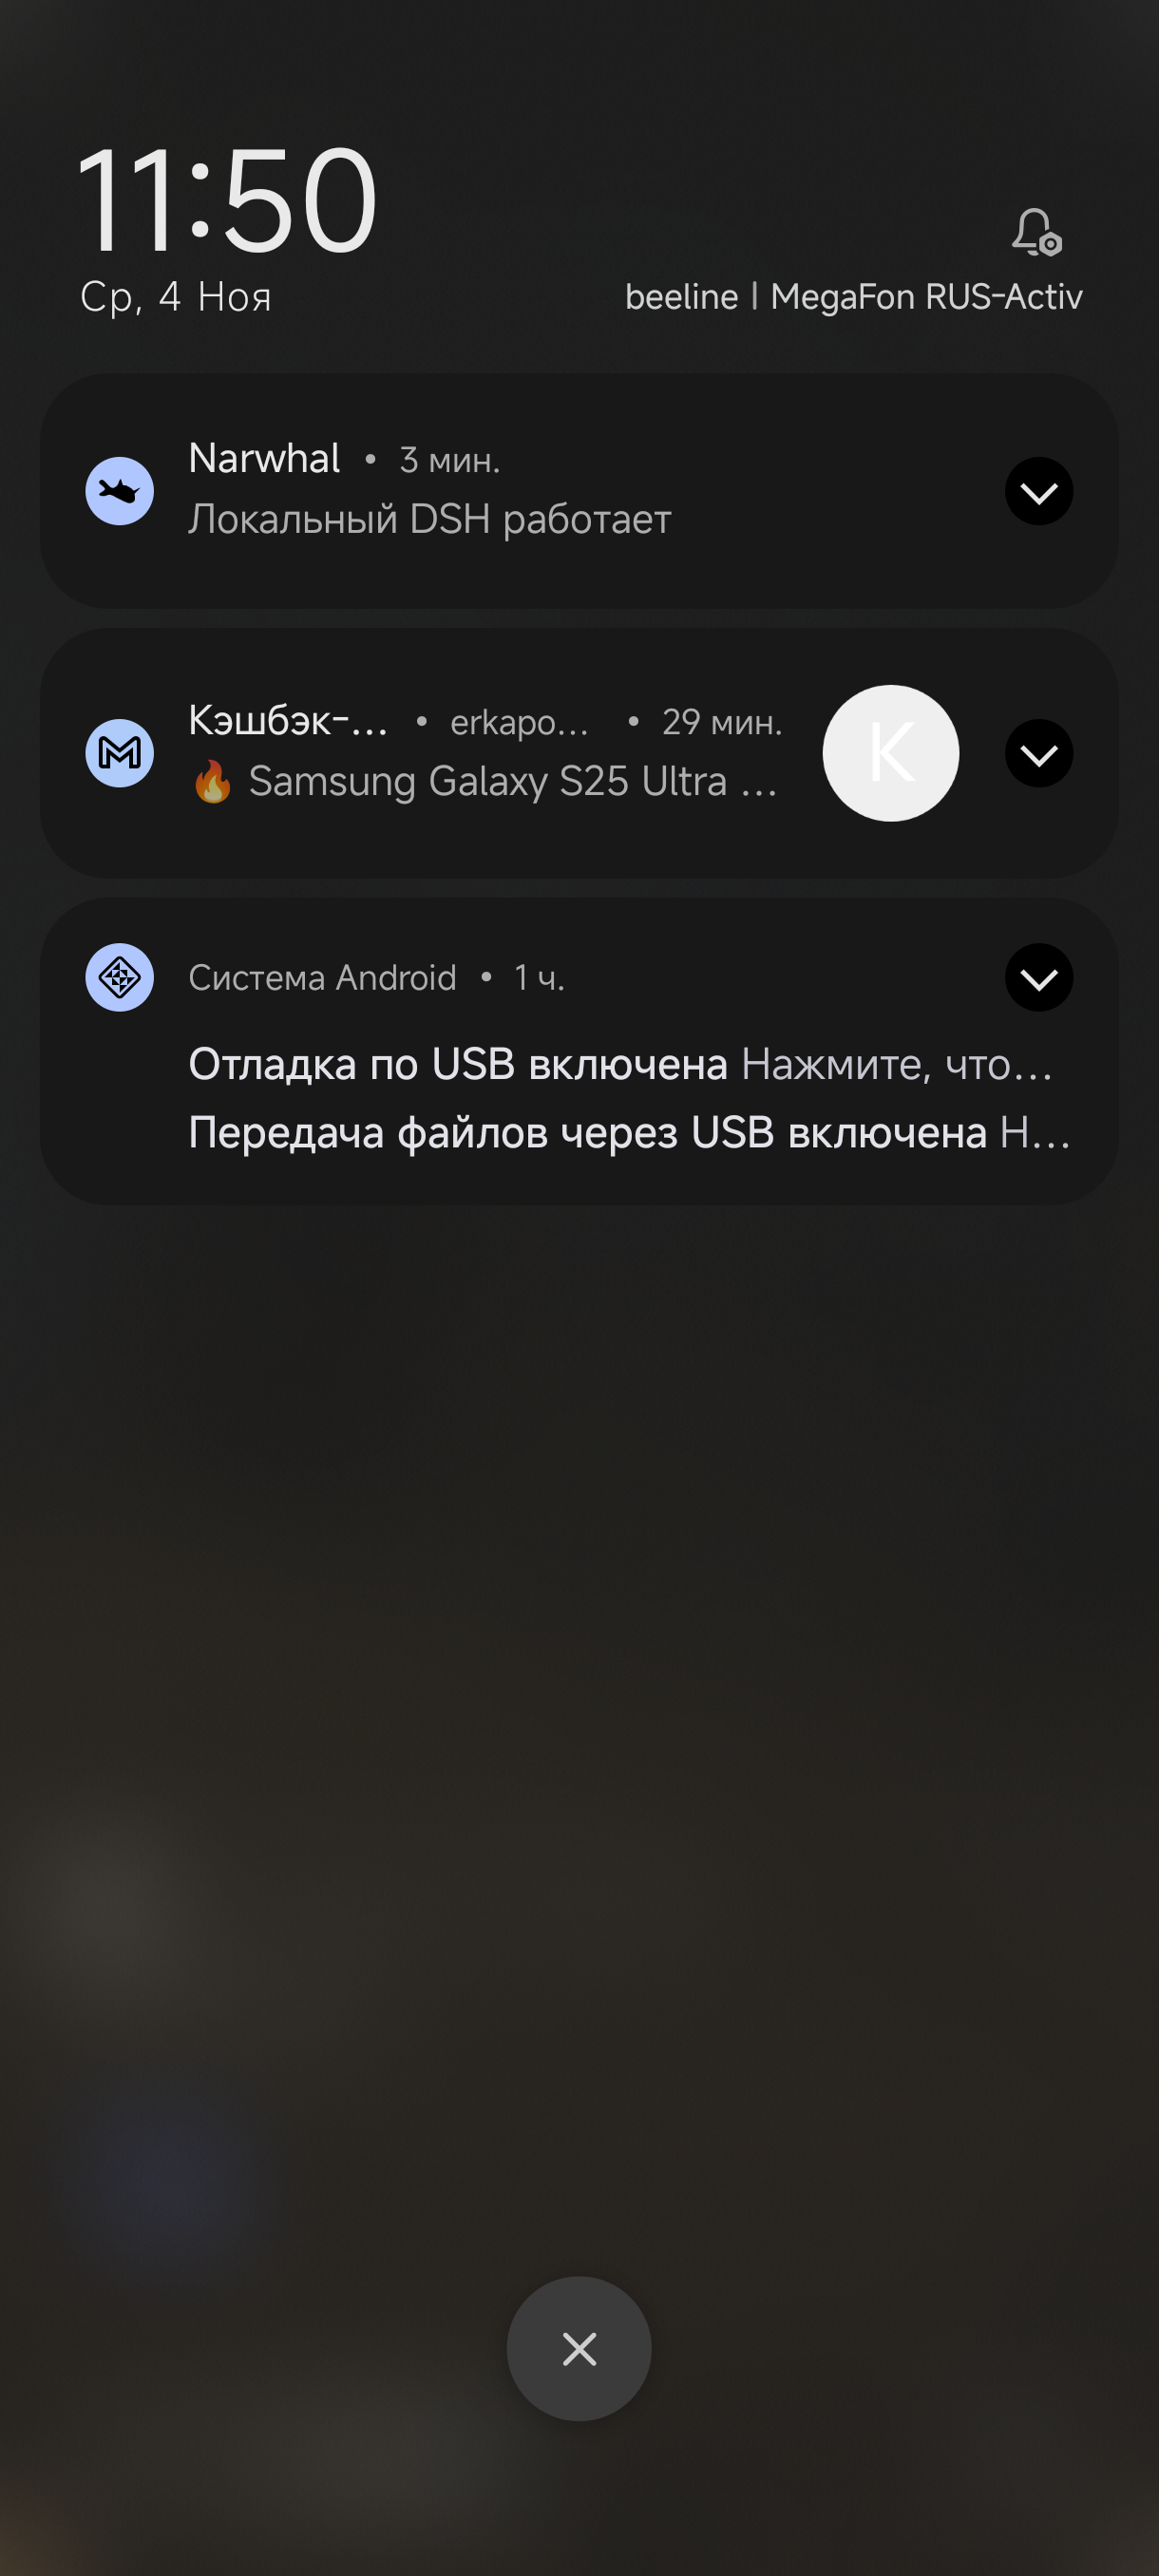 11:50
Ср, 4 Ноя
beeline | MegaFon RUS-Activ
Narwhal • 3 мин.
Локальный DSH работает
Кэшбэк-... • erkapo... • 29 мин.
🔥 Samsung Galaxy S25 Ultra ...
K
Система Android • 1 ч.
Отладка по USB включена Нажмите, что...
Передача файлов через USB включена Н...